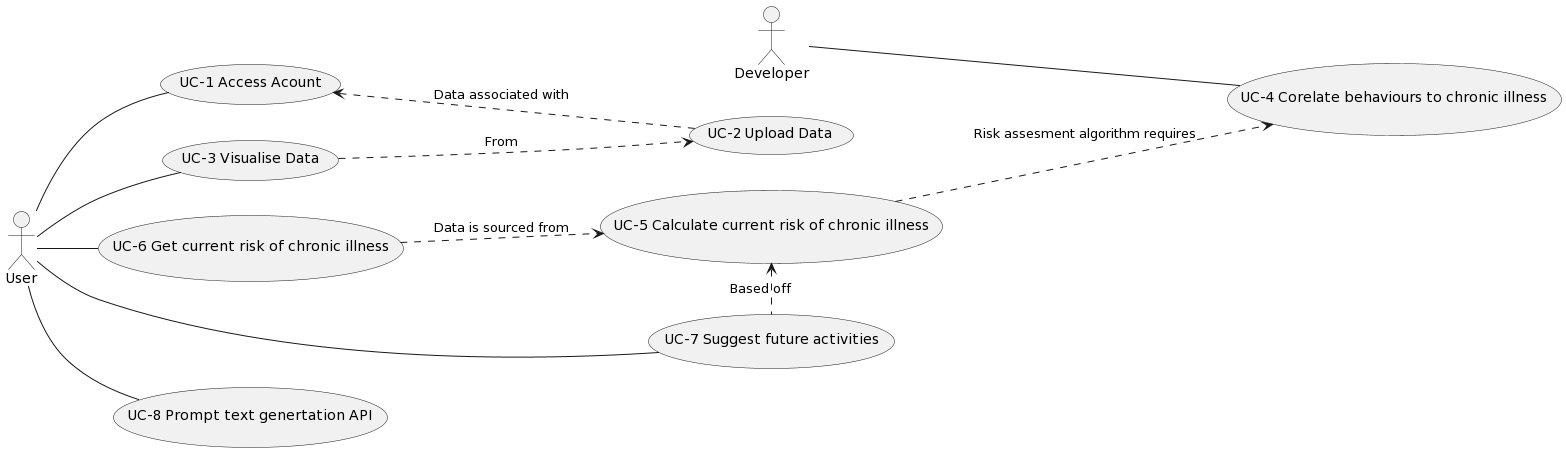 Developer
UC-1 Access Acount
Data associated with
UC-4 Corelate behaviours to chronic illness
UC-2 Upload Data
Risk assesment algorithm requires
From
UC-3 Visualise Data
UC-5 Calculate current risk of chronic illness
Data is sourced from
UC-6 Get current risk of chronic illness
User
Based off
UC-7 Suggest future activities
UC-8 Prompt text genertation API